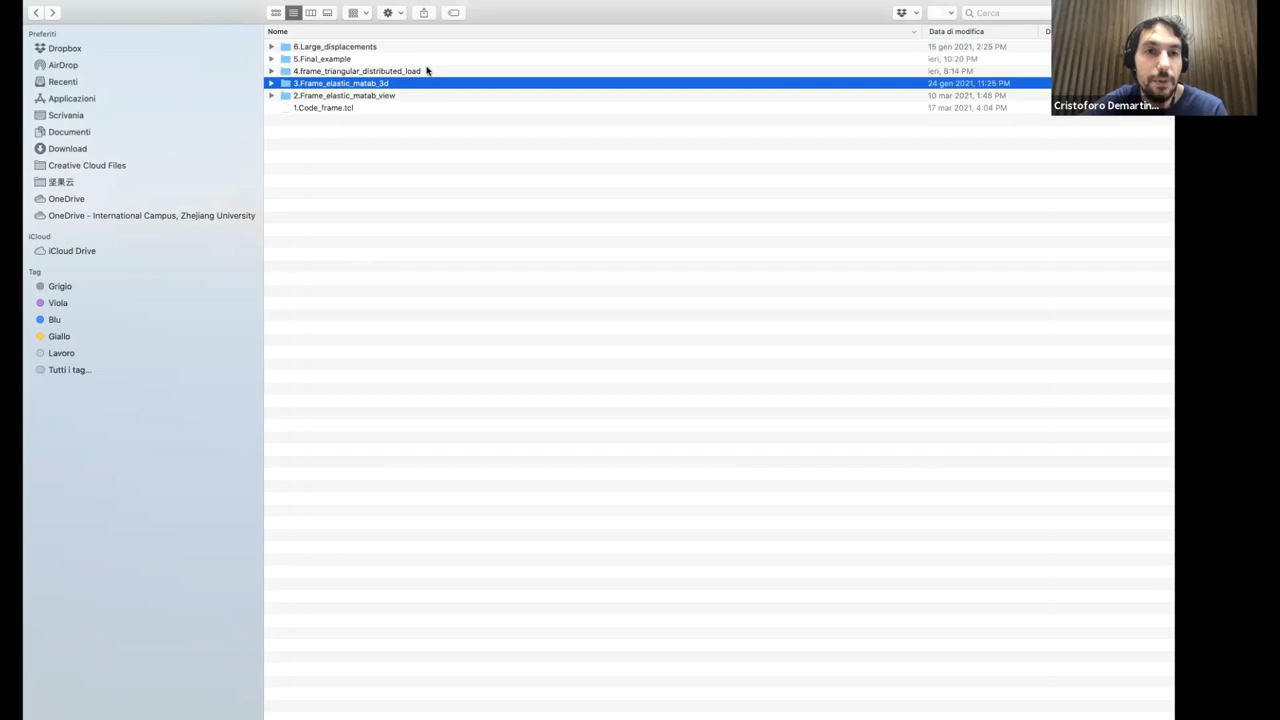 Cerca
Preferiti
Dropbox
AirDrop
Recenti
Applicazioni
Scrivania
Documenti
Download
Creative Cloud Files
坚果云
OneDrive
OneDrive - International Campus, Zhejiang University
iCloud
iCloud Drive
Tag
Grigio
Viola
Blu
Giallo
Lavoro
Tutti i tag...
Nome Data di modifica D
6.Large_displacements 15 gen 2021, 2:25 PM
5.Final_example ieri, 10:20 PM
4.frame_triangular_distributed_load ieri, 8:14 PM
3.Frame_elastic_matab_3d 24 gen 2021, 11:25 PM
2.Frame_elastic_matab_view 10 mar 2021, 1:48 PM
1.Code_frame.tcl 17 mar 2021, 4:04 PM
Cristoforo Demartin...